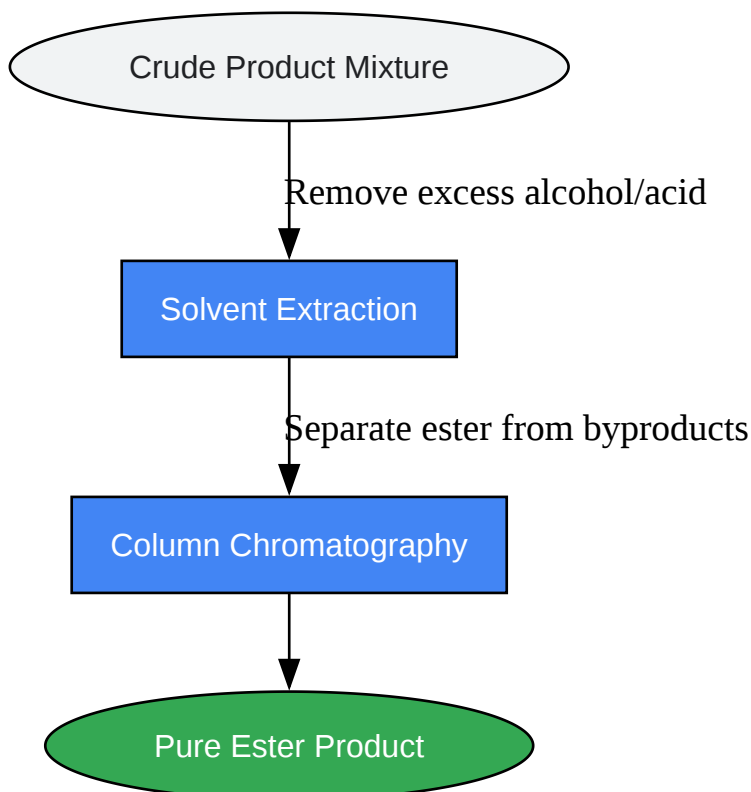 Crude Product Mixture
Remove excess alcohol/acid
Solvent Extraction
Separate ester from byproducts
Column Chromatography
Pure Ester Product